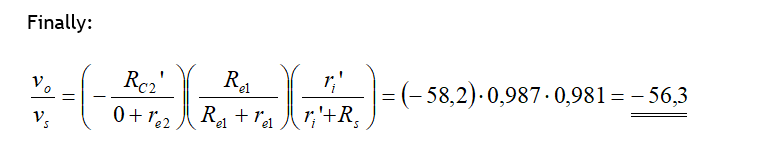 Finally:
v_o / v_s = (− R_C2' / (0 + r_e2)) (R_e1 / (R_e1 + r_e1)) (r_i' / (r_i' + R_s)) = (− 58,2) · 0,987 · 0,981 = − 56,3